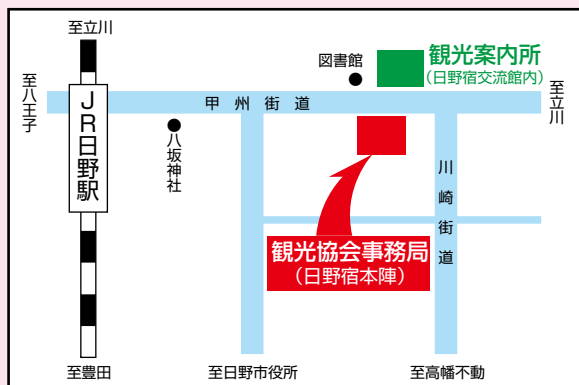 至立川
図書館
観光案内所
(日野宿交流館内)
至八王子
甲州街道
至立川
JR日野駅
八坂神社
川崎街道
観光協会事務局
(日野宿本陣)
至豊田
至日野市役所
至高幡不動